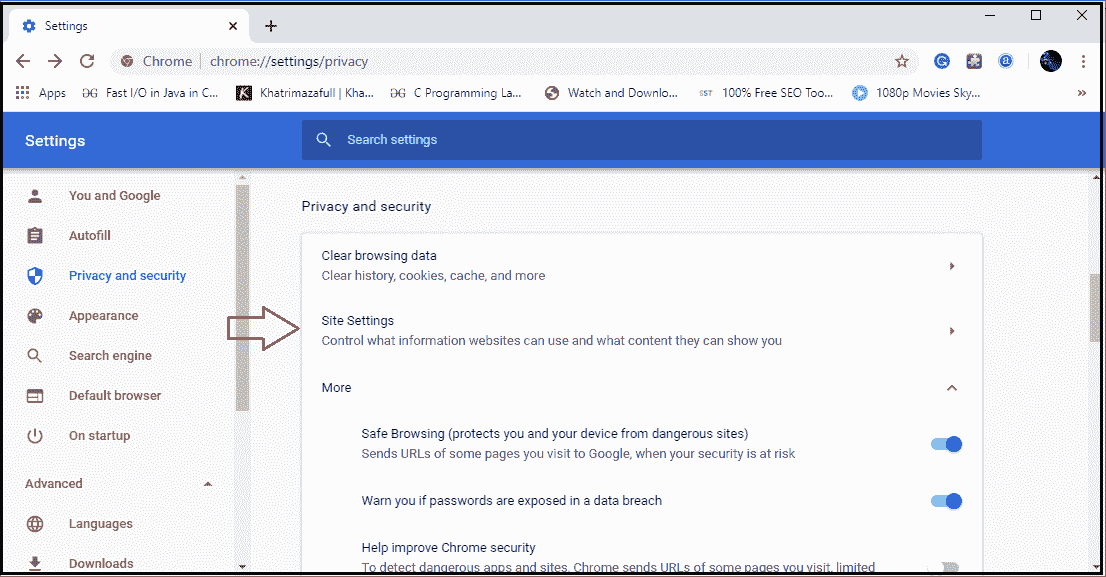 Settings
Chrome chrome://settings/privacy
Apps
Fast I/O in Java in C...
Khatrimazafull | Kha...
C Programming La...
Watch and Downlo...
SST
100% Free SEO Too...
1080p Movies Sky...
»
Settings
Search settings
You and Google
Autofill
Privacy and security
Appearance
Search engine
Default browser
On startup
Advanced
Languages
Downloads
Privacy and security
Clear browsing data
Clear history, cookies, cache, and more
Site Settings
Control what information websites can use and what content they can show you
More
Safe Browsing (protects you and your device from dangerous sites)
Sends URLs of some pages you visit to Google, when your security is at risk
Warn you if passwords are exposed in a data breach
Help improve Chrome security
To detect dangerous apps and sites, Chrome sends URLs of some pages you visit, limited